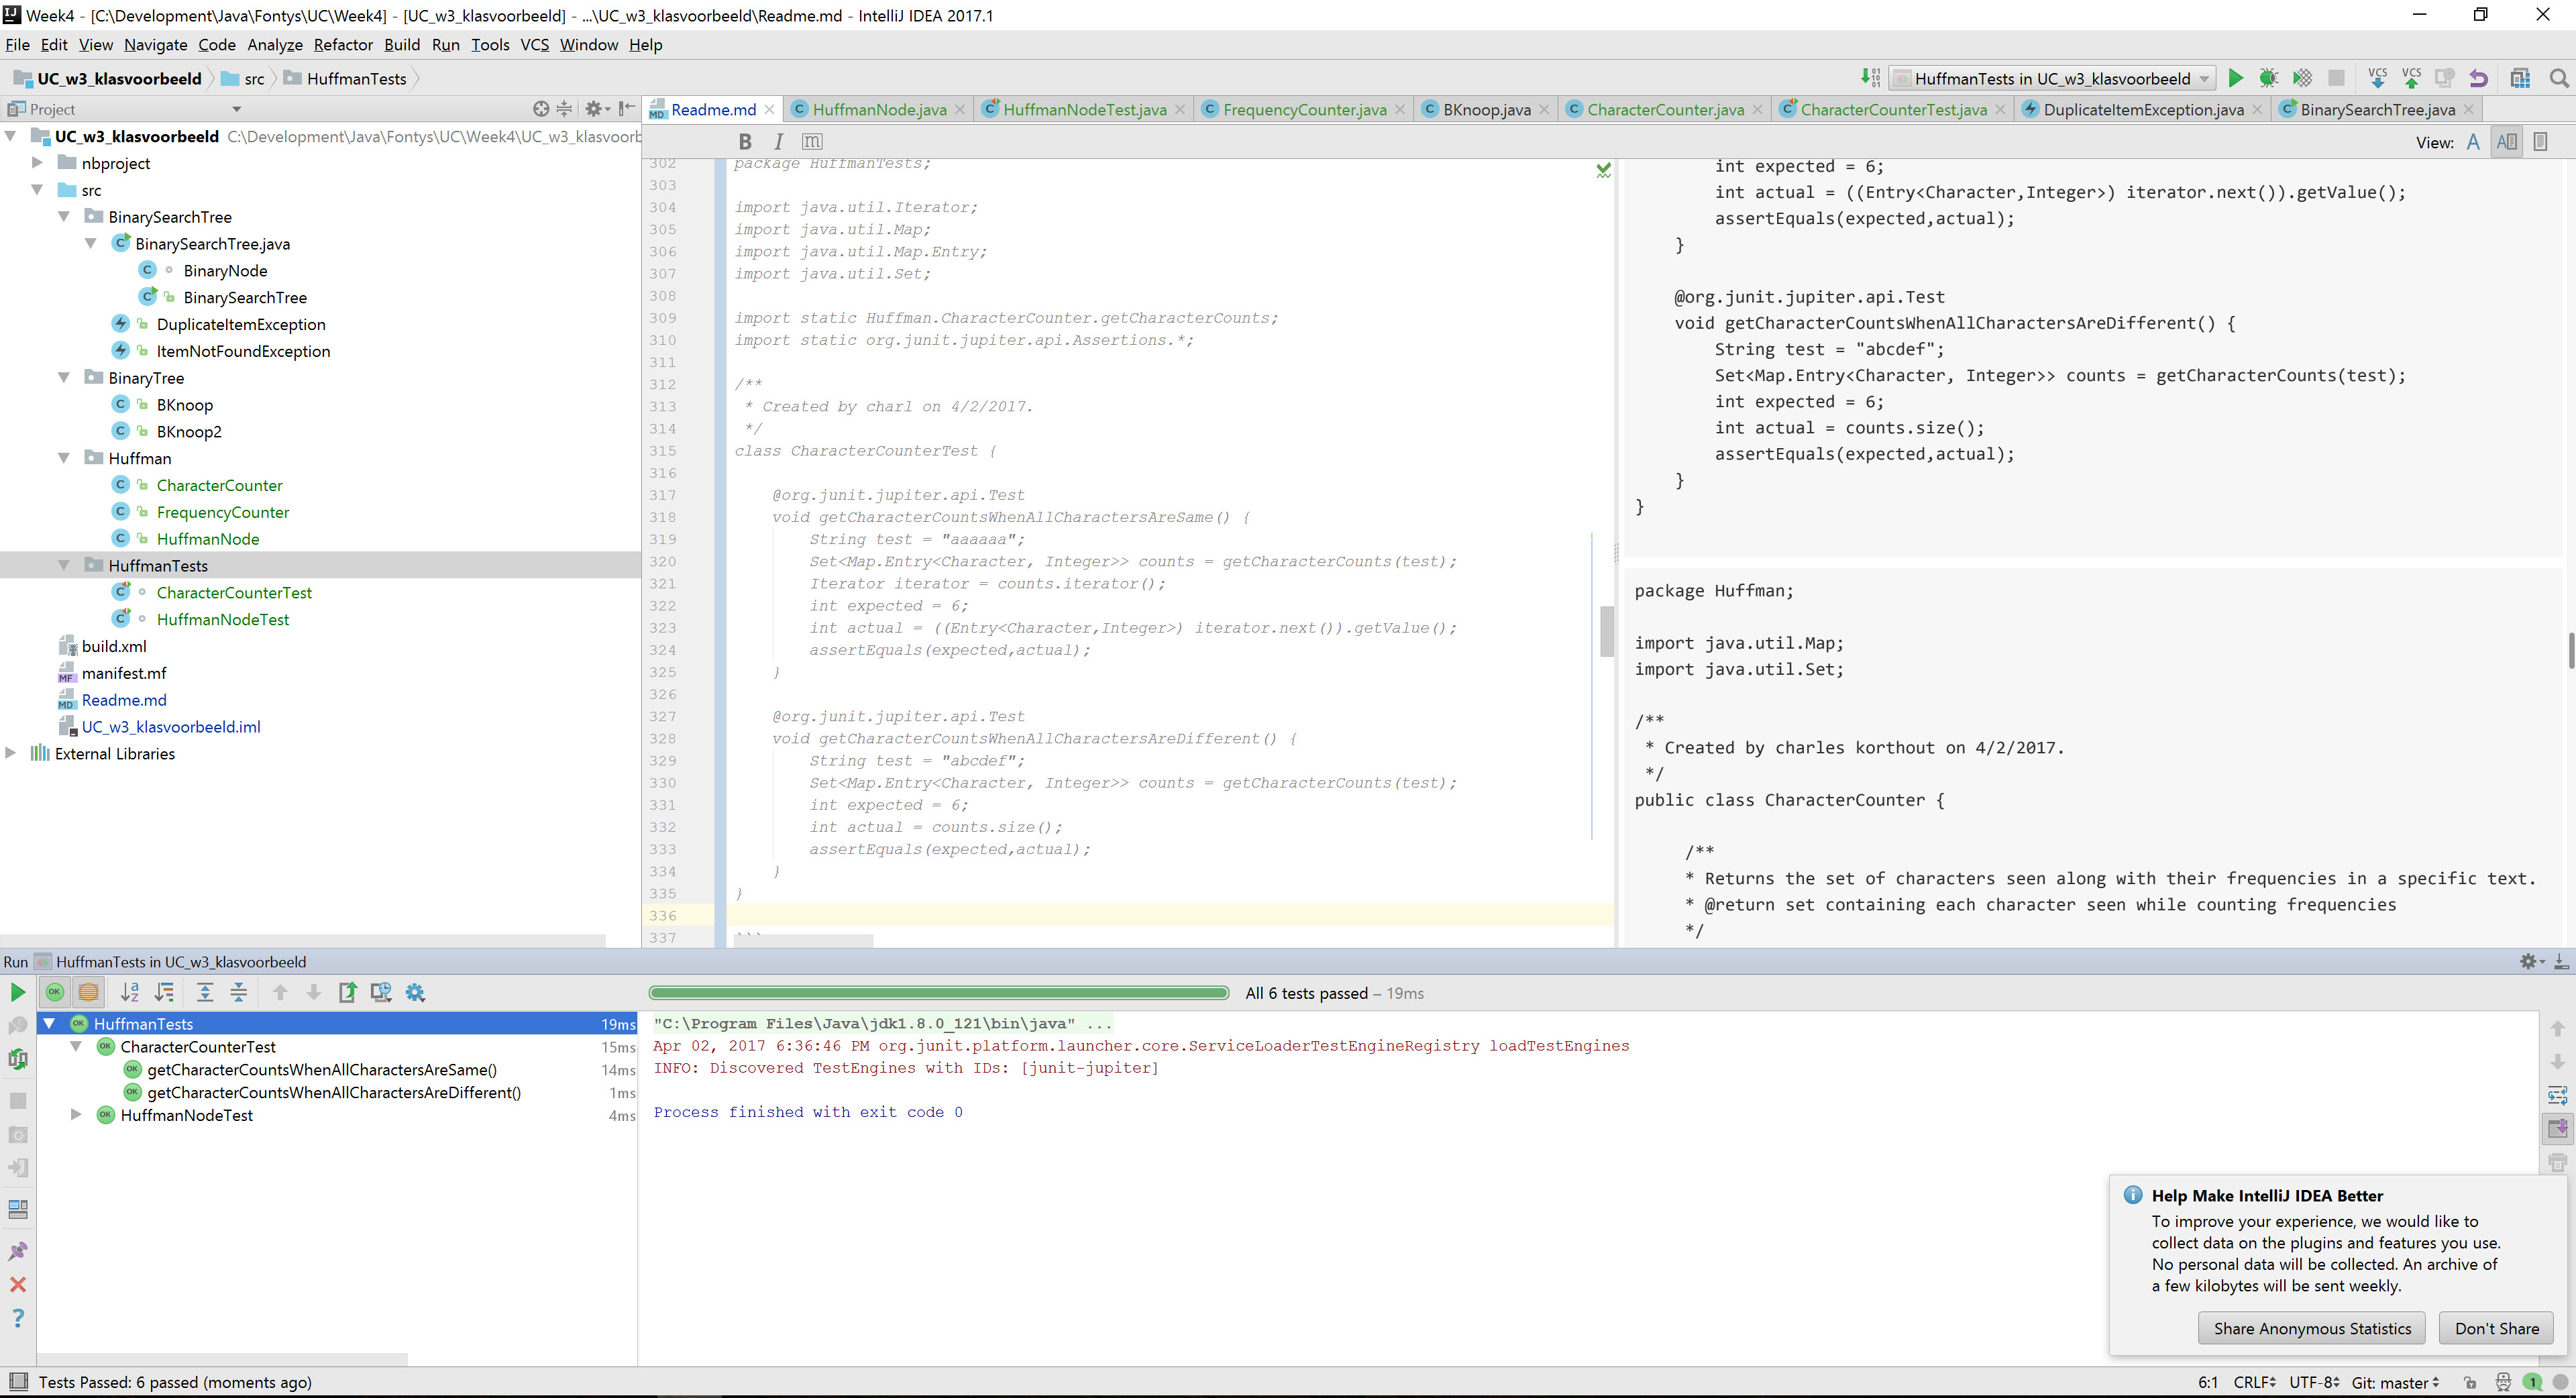 Week4 - [C:\Development\Java\Fontys\UC\Week4] - [UC_w3_klasvoorbeeld] - ...\UC_w3_klasvoorbeeld\Readme.md - IntelliJ IDEA 2017.1
File Edit View Navigate Code Analyze Refactor Build Run Tools VCS Window Help
UC_w3_klasvoorbeeld src HuffmanTests
HuffmanTests in UC_w3_klasvoorbeeld
VCS VCS
Project
Readme.md HuffmanNode.java HuffmanNodeTest.java FrequencyCounter.java BKnoop.java CharacterCounter.java CharacterCounterTest.java DuplicateItemException.java BinarySearchTree.java
UC_w3_klasvoorbeeld C:\Development\Java\Fontys\UC\Week4\UC_w3_klasvoorb
nbproject
src
BinarySearchTree
BinarySearchTree.java
BinaryNode
BinarySearchTree
DuplicateItemException
ItemNotFoundException
BinaryTree
BKnoop
BKnoop2
Huffman
CharacterCounter
FrequencyCounter
HuffmanNode
HuffmanTests
CharacterCounterTest
HuffmanNodeTest
build.xml
manifest.mf
Readme.md
UC_w3_klasvoorbeeld.iml
External Libraries
B I m
View: A
302 package HuffmanTests;
303
304 import java.util.Iterator;
305 import java.util.Map;
306 import java.util.Map.Entry;
307 import java.util.Set;
308
309 import static Huffman.CharacterCounter.getCharacterCounts;
310 import static org.junit.jupiter.api.Assertions.*;
311
312 /**
313 * Created by charl on 4/2/2017.
314 */
315 class CharacterCounterTest {
316
317 @org.junit.jupiter.api.Test
318 void getCharacterCountsWhenAllCharactersAreSame() {
319 String test = "aaaaaa";
320 Set<Map.Entry<Character, Integer>> counts = getCharacterCounts(test);
321 Iterator iterator = counts.iterator();
322 int expected = 6;
323 int actual = ((Entry<Character,Integer>) iterator.next()).getValue();
324 assertEquals(expected,actual);
325 }
326
327 @org.junit.jupiter.api.Test
328 void getCharacterCountsWhenAllCharactersAreDifferent() {
329 String test = "abcdef";
330 Set<Map.Entry<Character, Integer>> counts = getCharacterCounts(test);
331 int expected = 6;
332 int actual = counts.size();
333 assertEquals(expected,actual);
334 }
335 }
336
337 ```
int expected = 6;
int actual = ((Entry<Character,Integer>) iterator.next()).getValue();
assertEquals(expected,actual);
}
@org.junit.jupiter.api.Test
void getCharacterCountsWhenAllCharactersAreDifferent() {
String test = "abcdef";
Set<Map.Entry<Character, Integer>> counts = getCharacterCounts(test);
int expected = 6;
int actual = counts.size();
assertEquals(expected,actual);
}
}
package Huffman;
import java.util.Map;
import java.util.Set;
/**
* Created by charles korthout on 4/2/2017.
*/
public class CharacterCounter {
/**
* Returns the set of characters seen along with their frequencies in a specific text.
* @return set containing each character seen while counting frequencies
*/
Run HuffmanTests in UC_w3_klasvoorbeeld
All 6 tests passed – 19ms
HuffmanTests 19ms
CharacterCounterTest 15ms
getCharacterCountsWhenAllCharactersAreSame() 14ms
getCharacterCountsWhenAllCharactersAreDifferent() 1ms
HuffmanNodeTest 4ms
"C:\Program Files\Java\jdk1.8.0_121\bin\java" ...
Apr 02, 2017 6:36:46 PM org.junit.platform.launcher.core.ServiceLoaderTestEngineRegistry loadTestEngines
INFO: Discovered TestEngines with IDs: [junit-jupiter]
Process finished with exit code 0
Help Make IntelliJ IDEA Better
To improve your experience, we would like to
collect data on the plugins and features you use.
No personal data will be collected. An archive of
a few kilobytes will be sent weekly.
Share Anonymous Statistics Don't Share
Tests Passed: 6 passed (moments ago)
6:1 CRLF UTF-8 Git: master 1